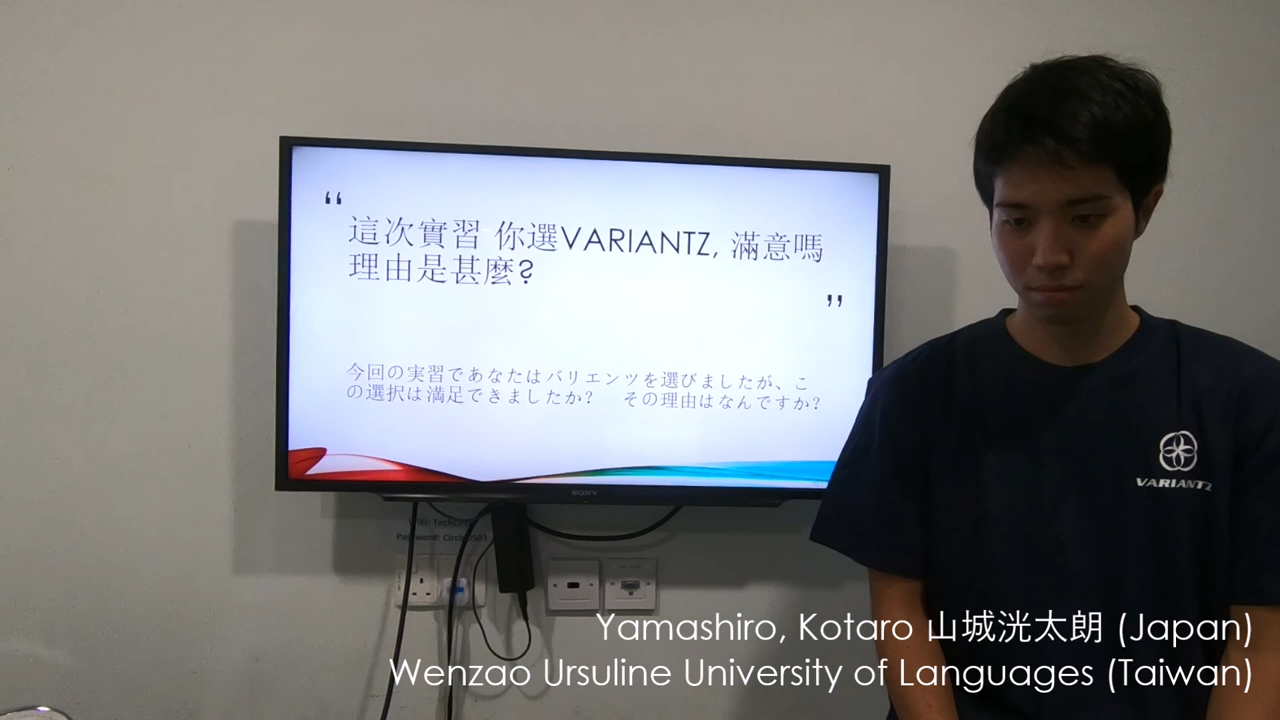 “
這次實習 你選VARIANTZ, 滿意嗎
理由是甚麼?
”
今回の実習であなたはバリエンツを選びましたが、こ
の選択は満足できましたか? その理由はなんですか?
SONY
VARIANTZ
Password:
Yamashiro, Kotaro 山城洸太朗 (Japan)
Wenzao Ursuline University of Languages (Taiwan)